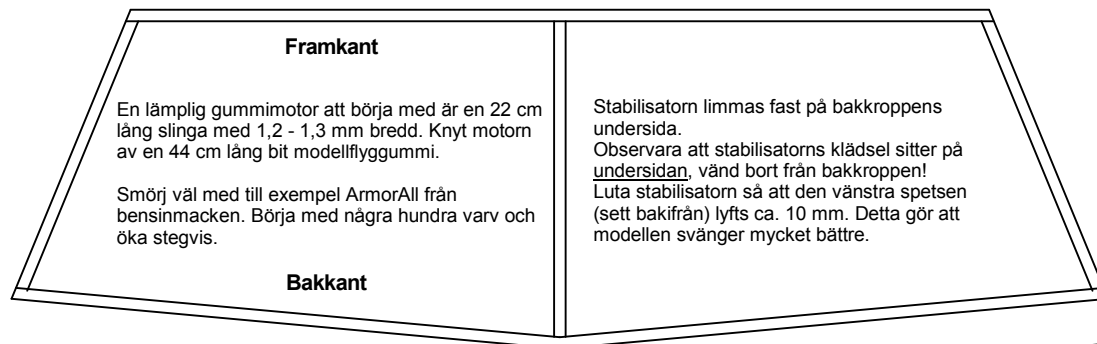 Framkant
En lämplig gummimotor att börja med är en 22 cm
lång slinga med 1,2 - 1,3 mm bredd. Knyt motorn
av en 44 cm lång bit modellflyggummi.
Smörj väl med till exempel ArmorAll från
bensinmacken. Börja med några hundra varv och
öka stegvis.
Bakkant
Stabilisatorn limmas fast på bakkroppens
undersida.
Observara att stabilisatorns klädsel sitter på
undersidan, vänd bort från bakkroppen!
Luta stabilisatorn så att den vänstra spetsen
(sett bakifrån) lyfts ca. 10 mm. Detta gör att
modellen svänger mycket bättre.